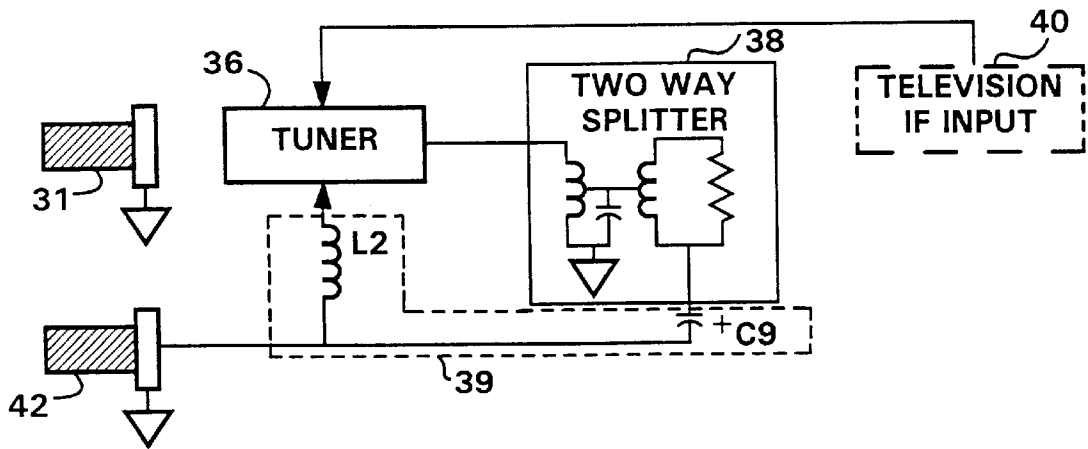 38
40
36
TWO WAY
SPLITTER
TELEVISION
IF INPUT
TUNER
31
L2
+C9
39
42